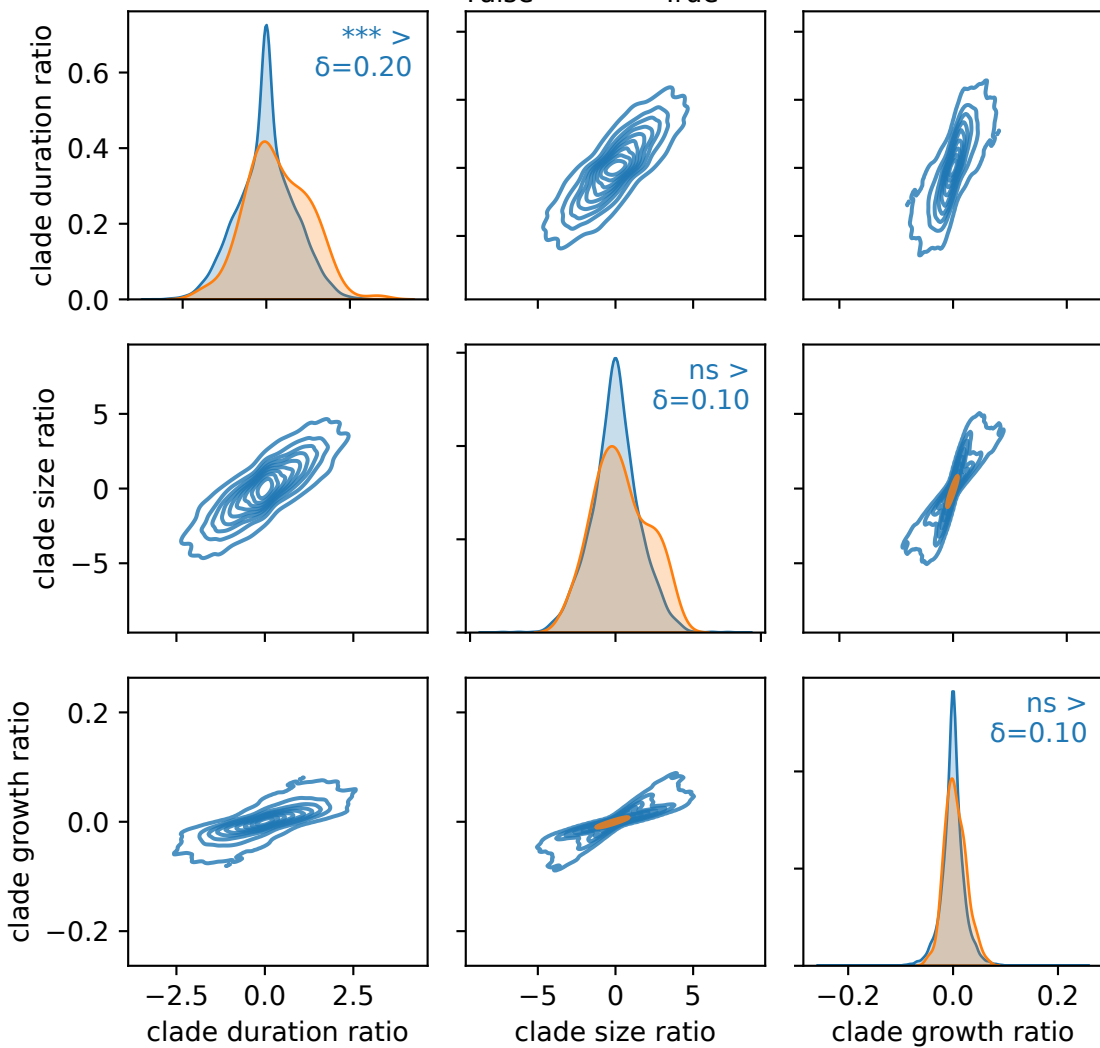 True
clade duration ratio
0.6
0.4
0.2
0.0
*** >
δ=0.20
clade size ratio
5
0
−5
ns >
δ=0.10
clade growth ratio
0.2
0.0
−0.2
ns >
δ=0.10
−2.5 0.0 2.5
−5 0 5
−0.2 0.0 0.2
clade duration ratio
clade size ratio
clade growth ratio